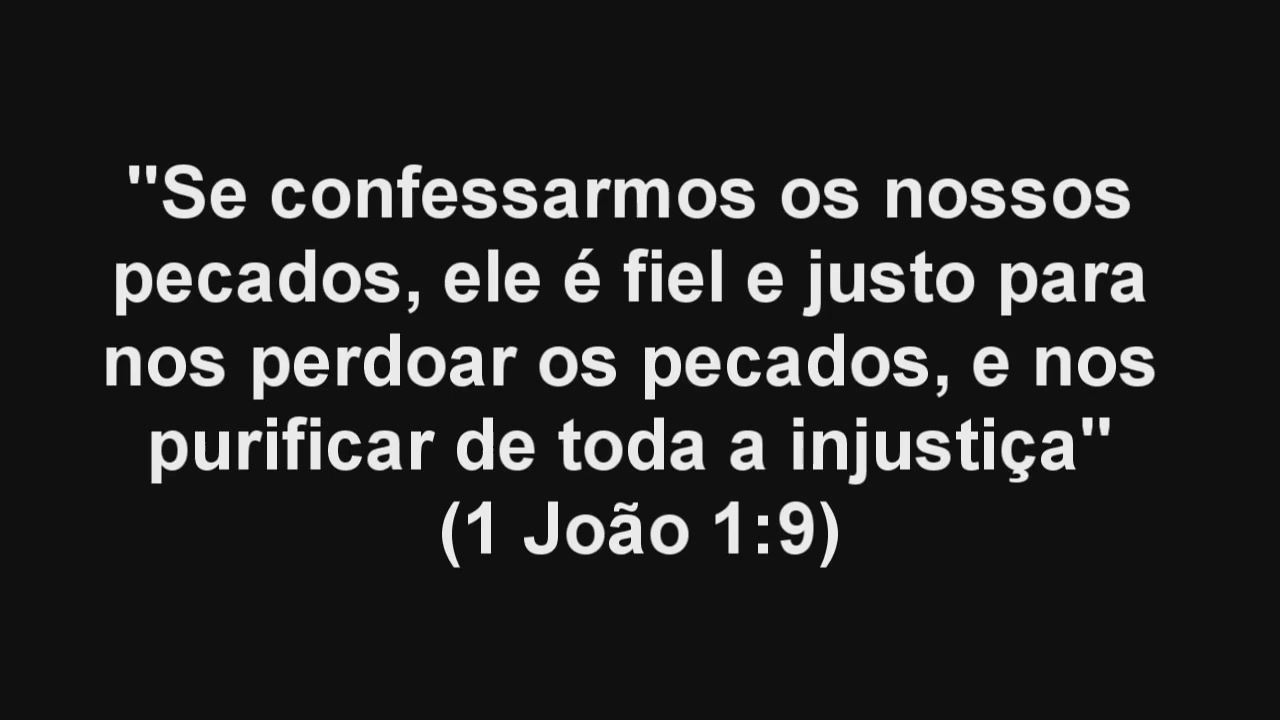 "Se confessarmos os nossos
pecados, ele é fiel e justo para
nos perdoar os pecados, e nos
purificar de toda a injustiça"
(1 João 1:9)